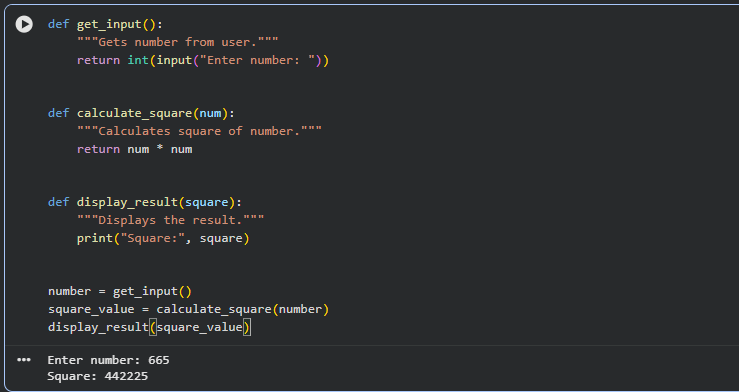 def get_input():
    """Gets number from user."""
    return int(input("Enter number: "))
def calculate_square(num):
    """Calculates square of number."""
    return num * num
def display_result(square):
    """Displays the result."""
    print("Square:", square)
number = get_input()
square_value = calculate_square(number)
display_result(square_value)
Enter number: 665
Square: 442225